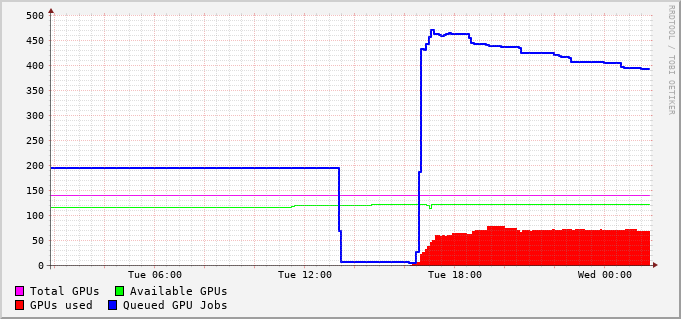 500
450
400
350
300
250
200
150
100
50
0
Tue 06:00 Tue 12:00 Tue 18:00 Wed 00:00
Total GPUs Available GPUs
GPUs used Queued GPU Jobs
RRDTOOL / TOBI OETIKER